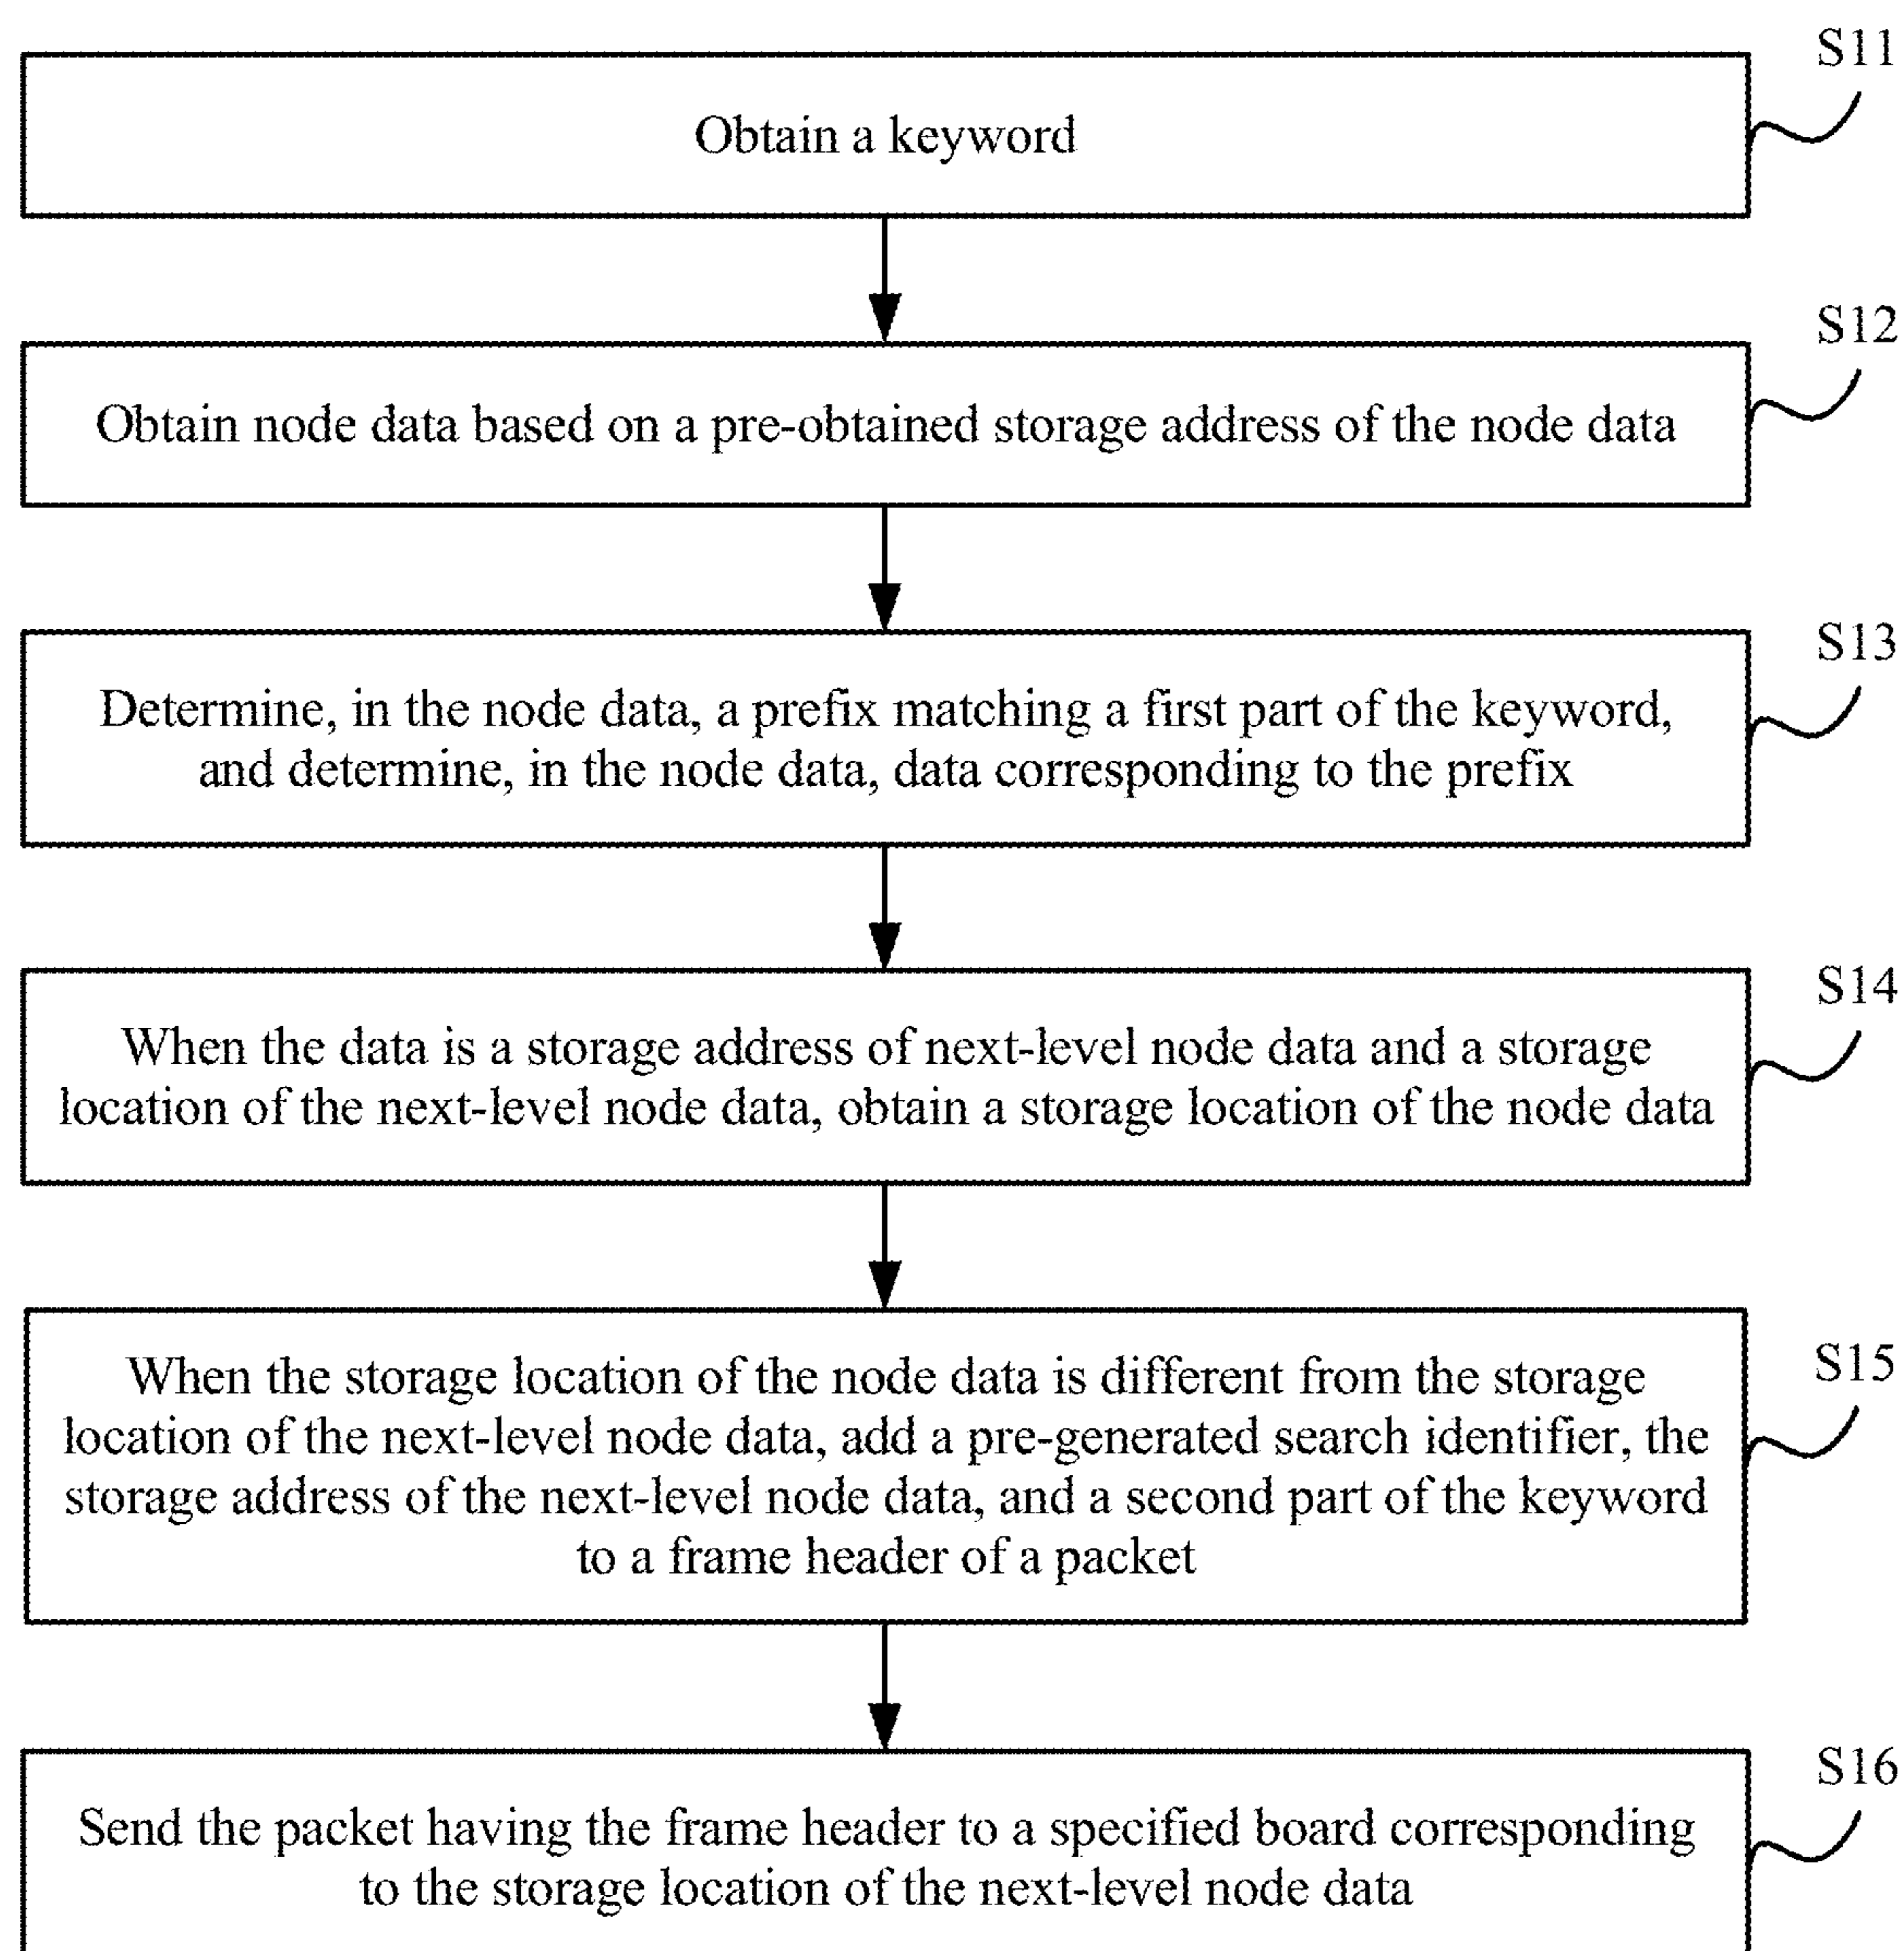 S11
Obtain a keyword
S12
Obtain node data based on a pre-obtained storage address of the node data
S13
Determine, in the node data, a prefix matching a first part of the keyword,
and determine, in the node data, data corresponding to the prefix
S14
When the data is a storage address of next-level node data and a storage
location of the next-level node data, obtain a storage location of the node data
S15
When the storage location of the node data is different from the storage
location of the next-level node data, add a pre-generated search identifier, the
storage address of the next-level node data, and a second part of the keyword
to a frame header of a packet
S16
Send the packet having the frame header to a specified board corresponding
to the storage location of the next-level node data